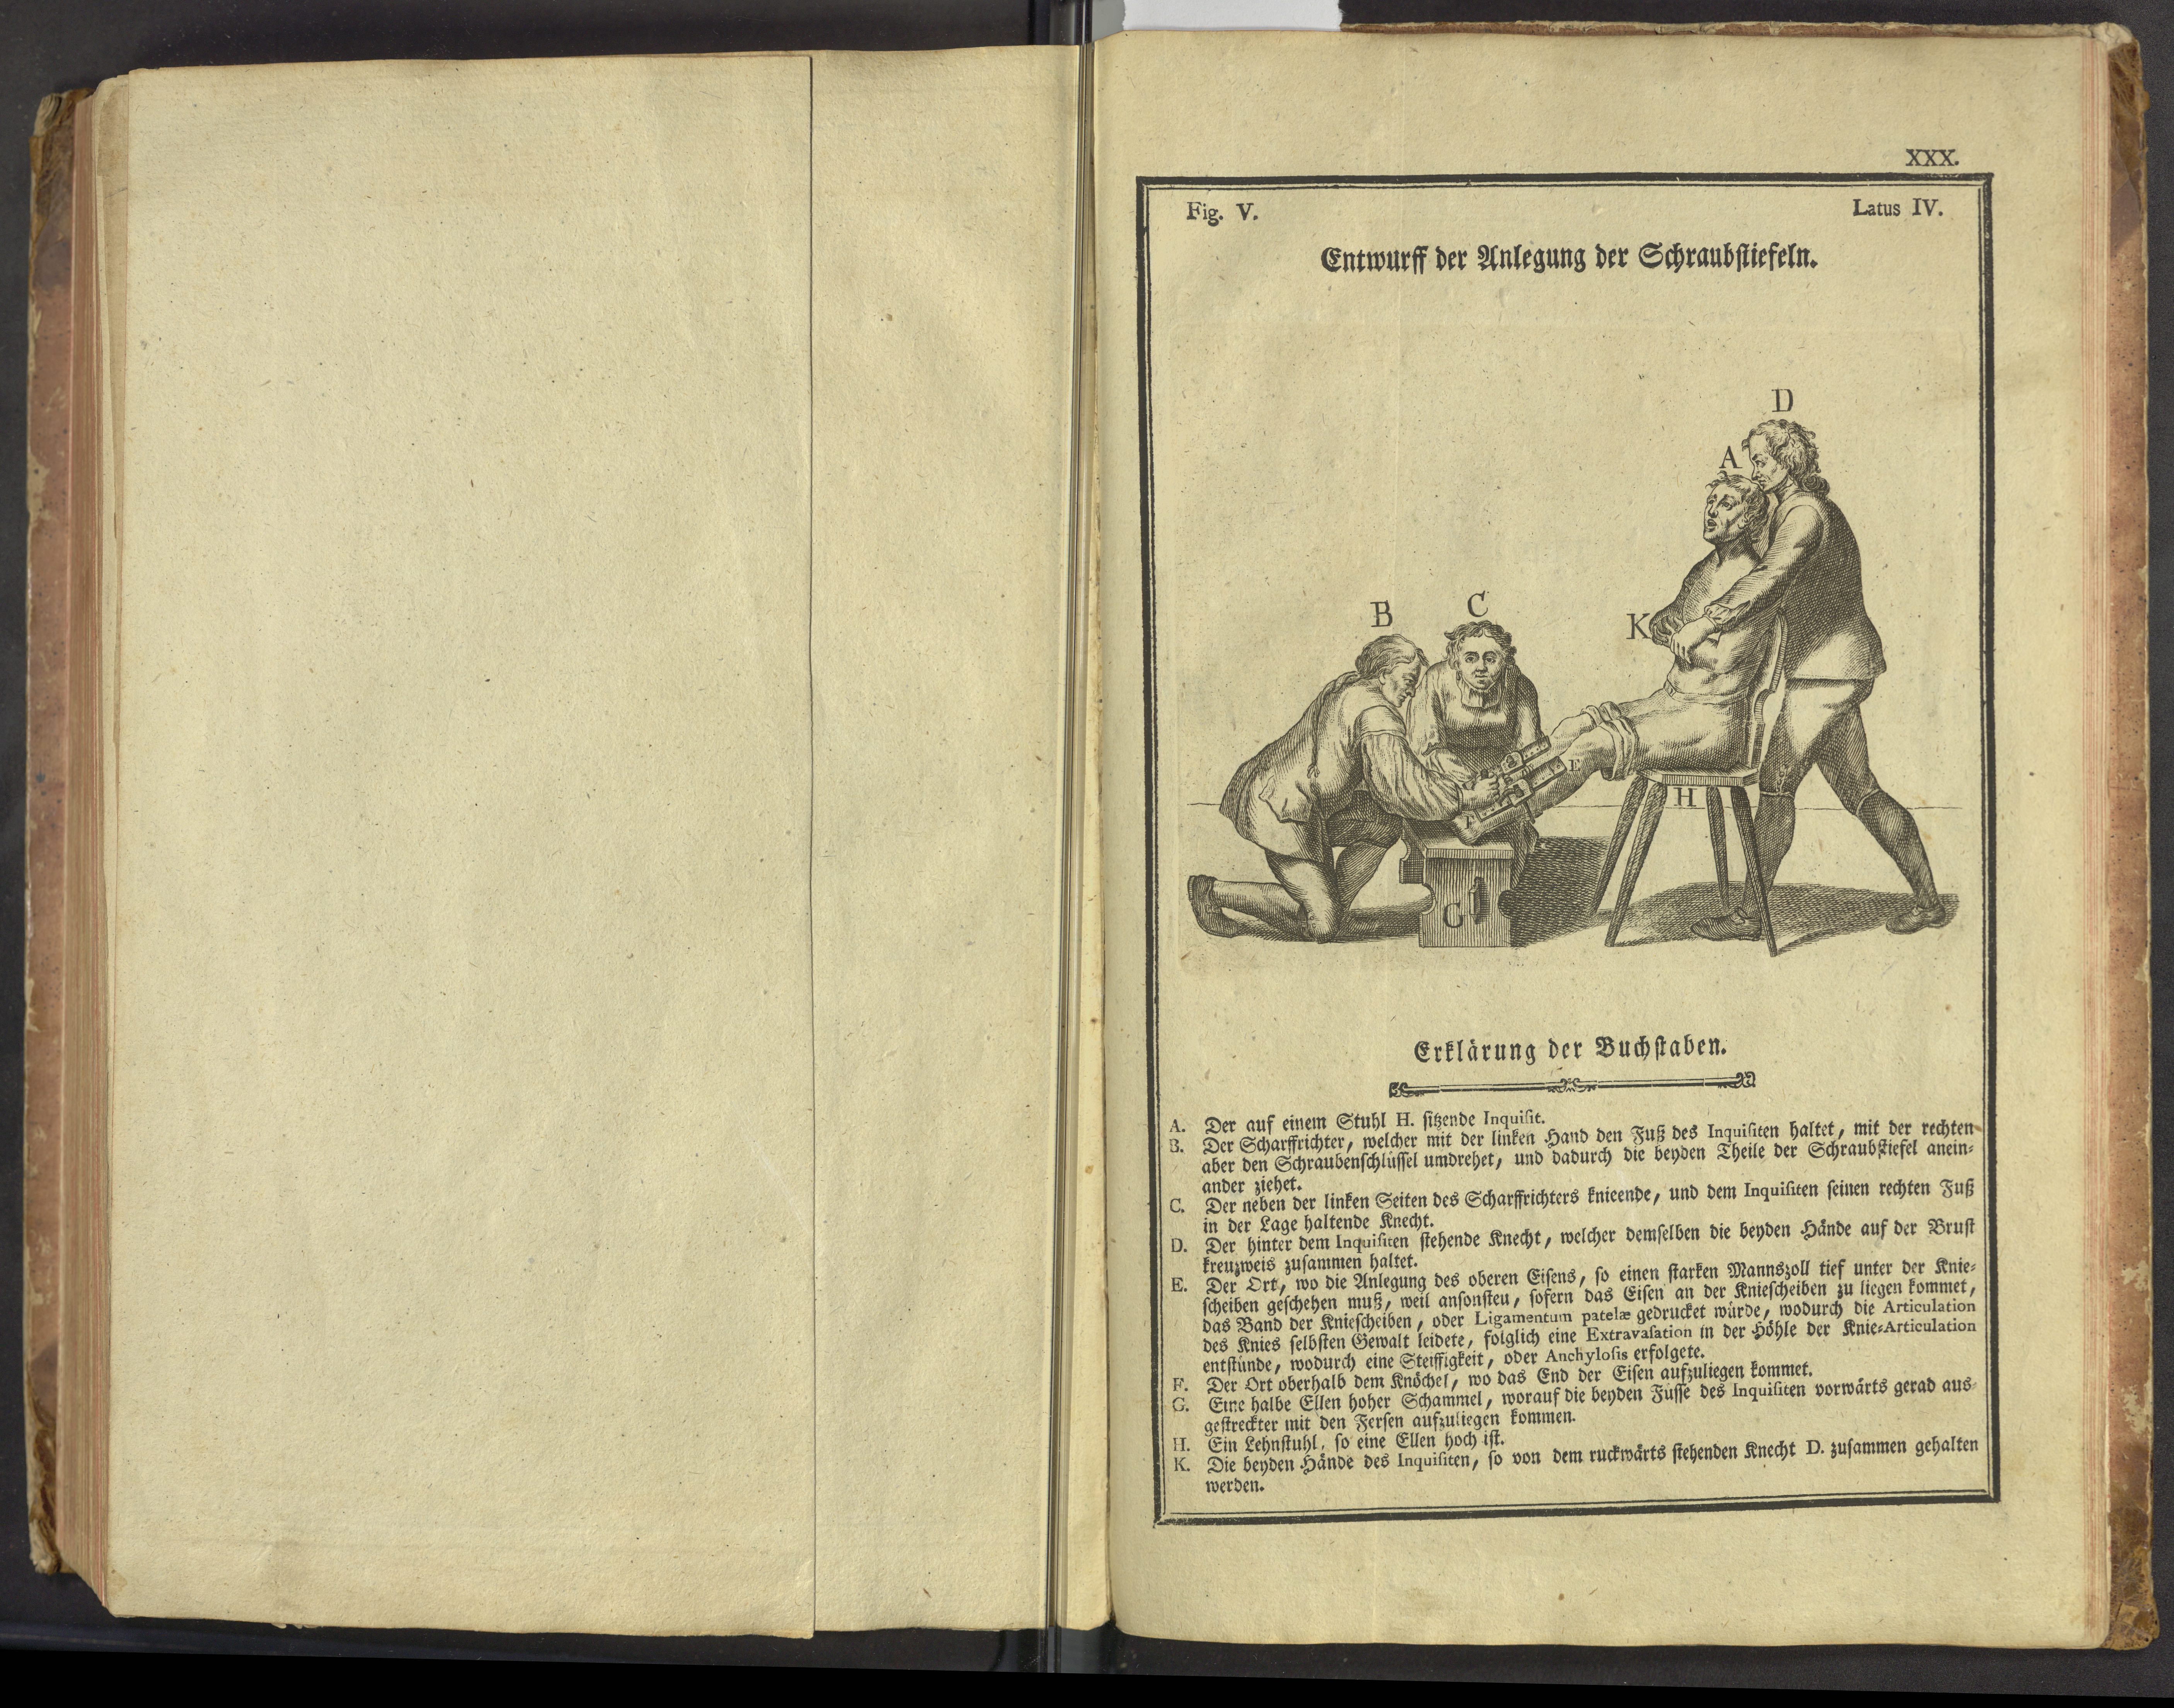 XXX.
Fig. V.
Latus IV.
Entwurff der Anlegung der Schraubstiefeln.
D
A
B
C
K
E
F
H
G
Erklärung der Buchstaben.
A. Der auf einem Stuhl H. sitzende Inquisit.
B. Der Scharffrichter, welcher mit der linken Hand den Fuß des Inquisiten haltet, mit der rechten
aber den Schraubenschlüssel umdrehet, und dadurch die beyden Theile der Schraubstiefel anein-
ander ziehet.
C. Der neben der linken Seiten des Scharffrichters knieende, und dem Inquisiten seinen rechten Fuß
in der Lage haltende Knecht.
D. Der hinter dem Inquisiten stehende Knecht, welcher demselben die beyden Hände auf der Brust
kreuzweis zusammen haltet.
E. Der Ort, wo die Anlegung des oberen Eisens, so einen starken Mannszoll tief unter der Knie-
scheiben geschehen muß, weil ansonsteu, sofern das Eisen an der Kniescheiben zu liegen kommet,
das Band der Kniescheiben, oder Ligamentum patelæ gedrucket würde, wodurch die Articulation
des Knies selbsten Gewalt leidete, folglich eine Extravasation in der Höhle der Knie-Articulation
entstünde, wodurch eine Steiffigkeit, oder Anchylosis erfolgete.
F. Der Ort oberhalb dem Knöchel, wo das End der Eisen aufzuliegen kommet.
G. Eine halbe Ellen hoher Schammel, worauf die beyden Füsse des Inquisiten vorwärts gerad aus-
gestreckter mit den Fersen aufzuliegen kommen.
H. Ein Lehnstuhl, so eine Ellen hoch ist.
K. Die beyden Hände des Inquisiten, so von dem ruckwärts stehenden Knecht D. zusammen gehalten
werden.